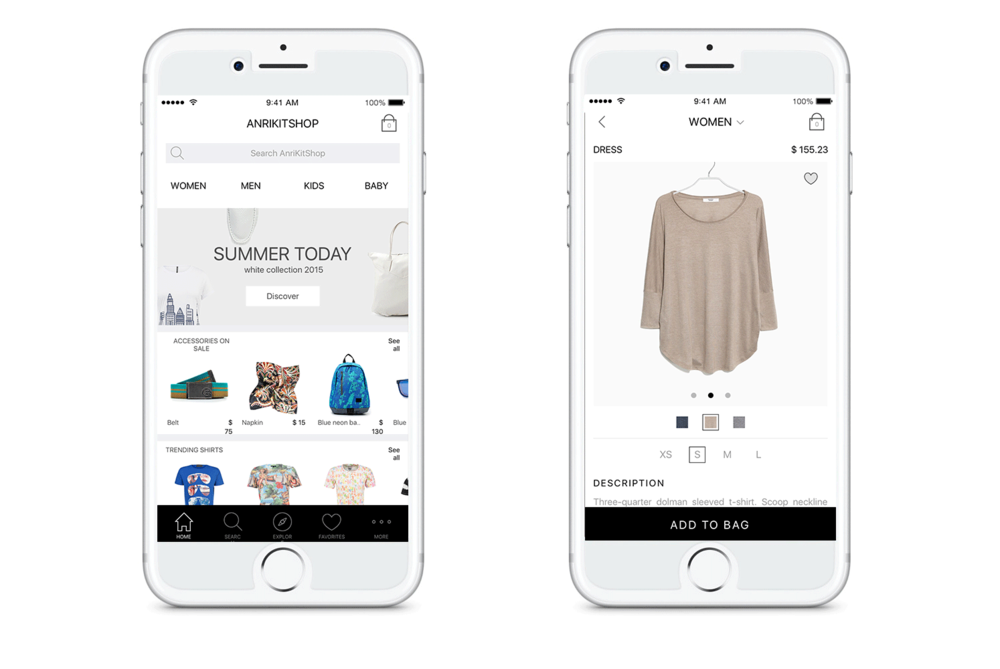 9:41 AM
100%
ANRIKITSHOP
0
Search AnriKitShop
WOMEN MEN KIDS BABY
SUMMER TODAY
white collection 2015
Discover
ACCESSORIES ON
SALE
See
all
Belt
$
75
Napkin
$ 15
Blue neon ba..
$
130
Blue
TRENDING SHIRTS
See
all
HOME
SEARC
EXPLOR
FAVORITES
MORE
9:41 AM
100%
WOMEN
0
DRESS
$ 155.23
XS S M L
DESCRIPTION
Three-quarter dolman sleeved t-shirt. Scoop neckline
ADD TO BAG